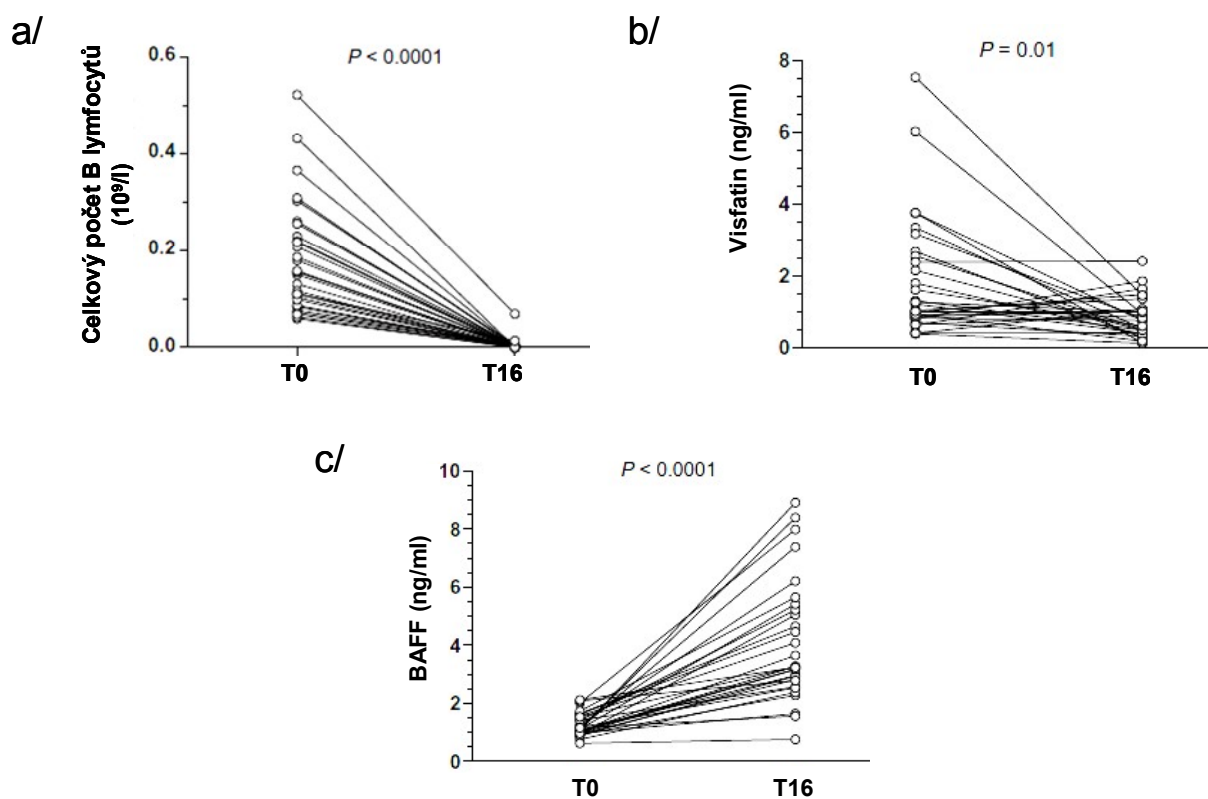 a/
P < 0.0001
Celkový počet B lymfocytů
(10⁹/l)
0.6
0.4
0.2
0.0
T0
T16
b/
P = 0.01
Visfatin (ng/ml)
8
6
4
2
0
T0
T16
c/
P < 0.0001
BAFF (ng/ml)
10
8
6
4
2
0
T0
T16